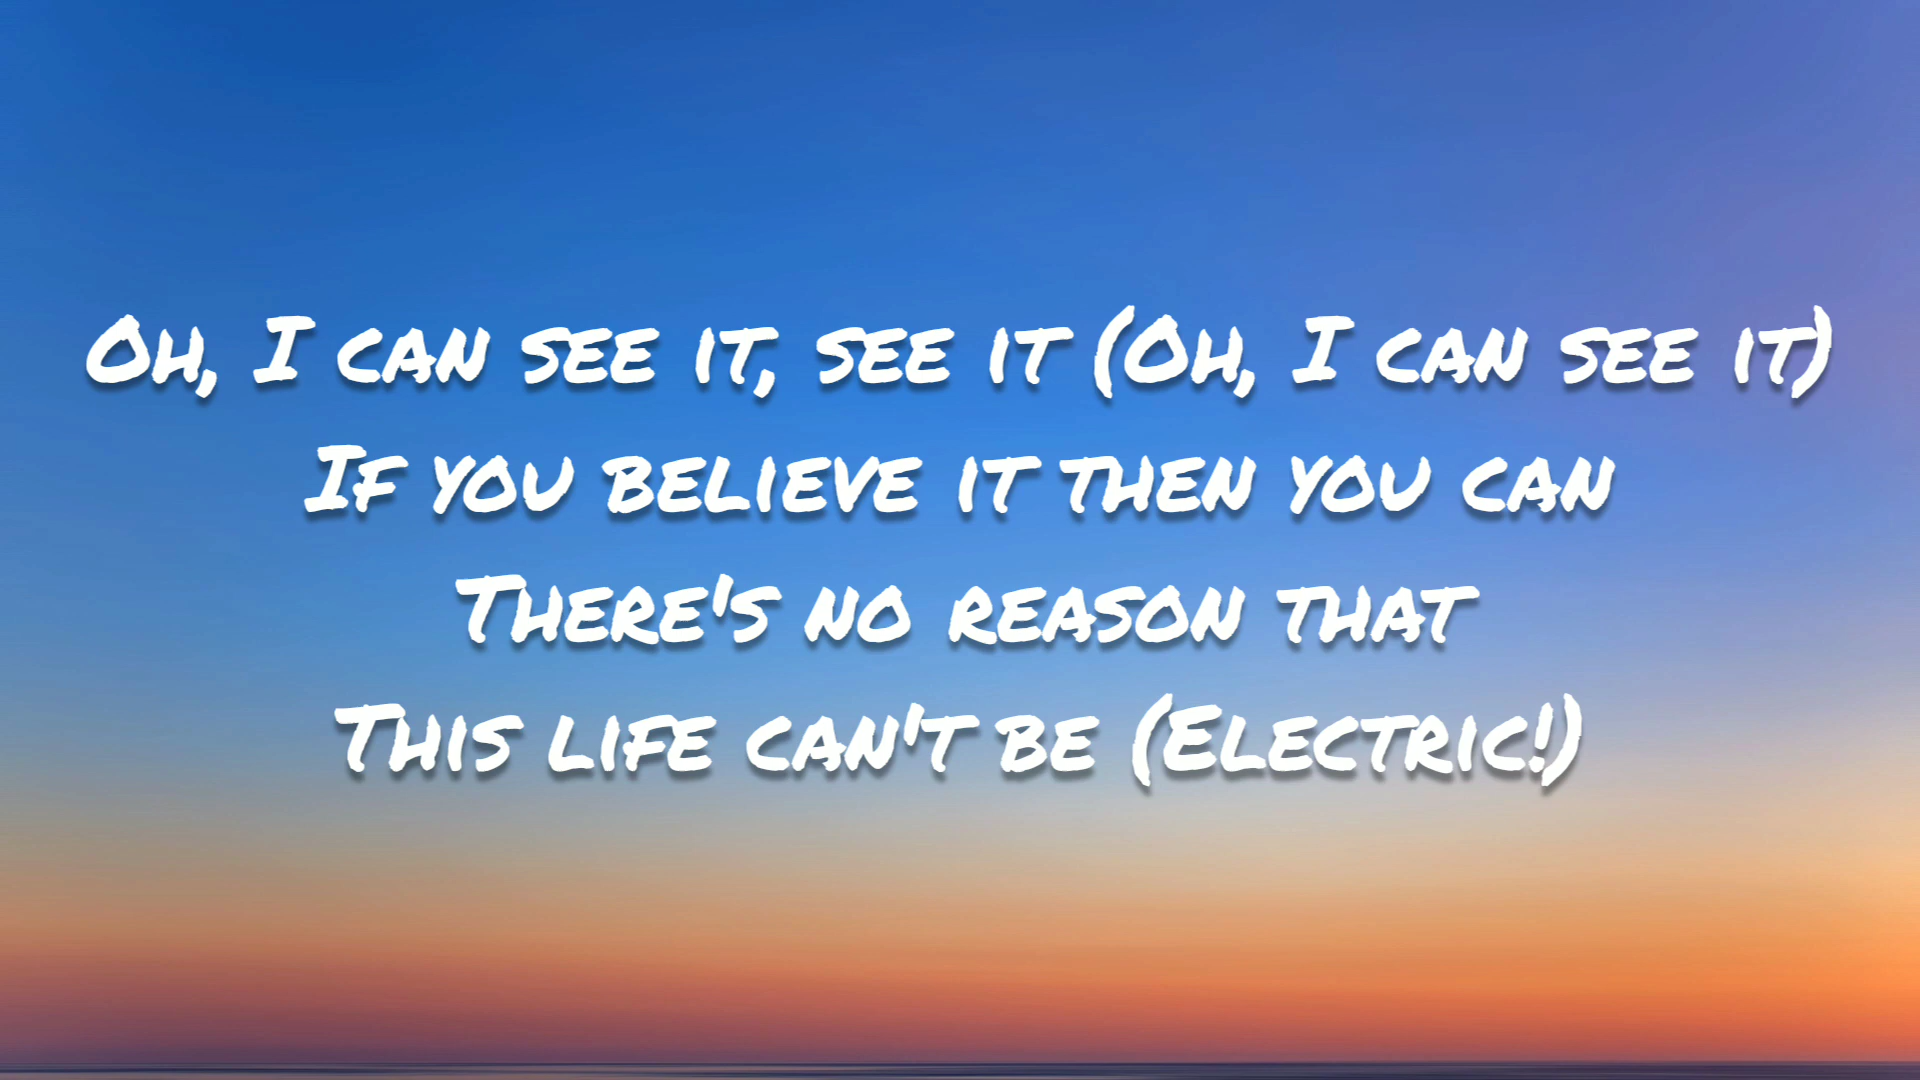 Oh, I can see it, see it (Oh, I can see it)
If you believe it then you can
There's no reason that
This life can't be (Electric!)